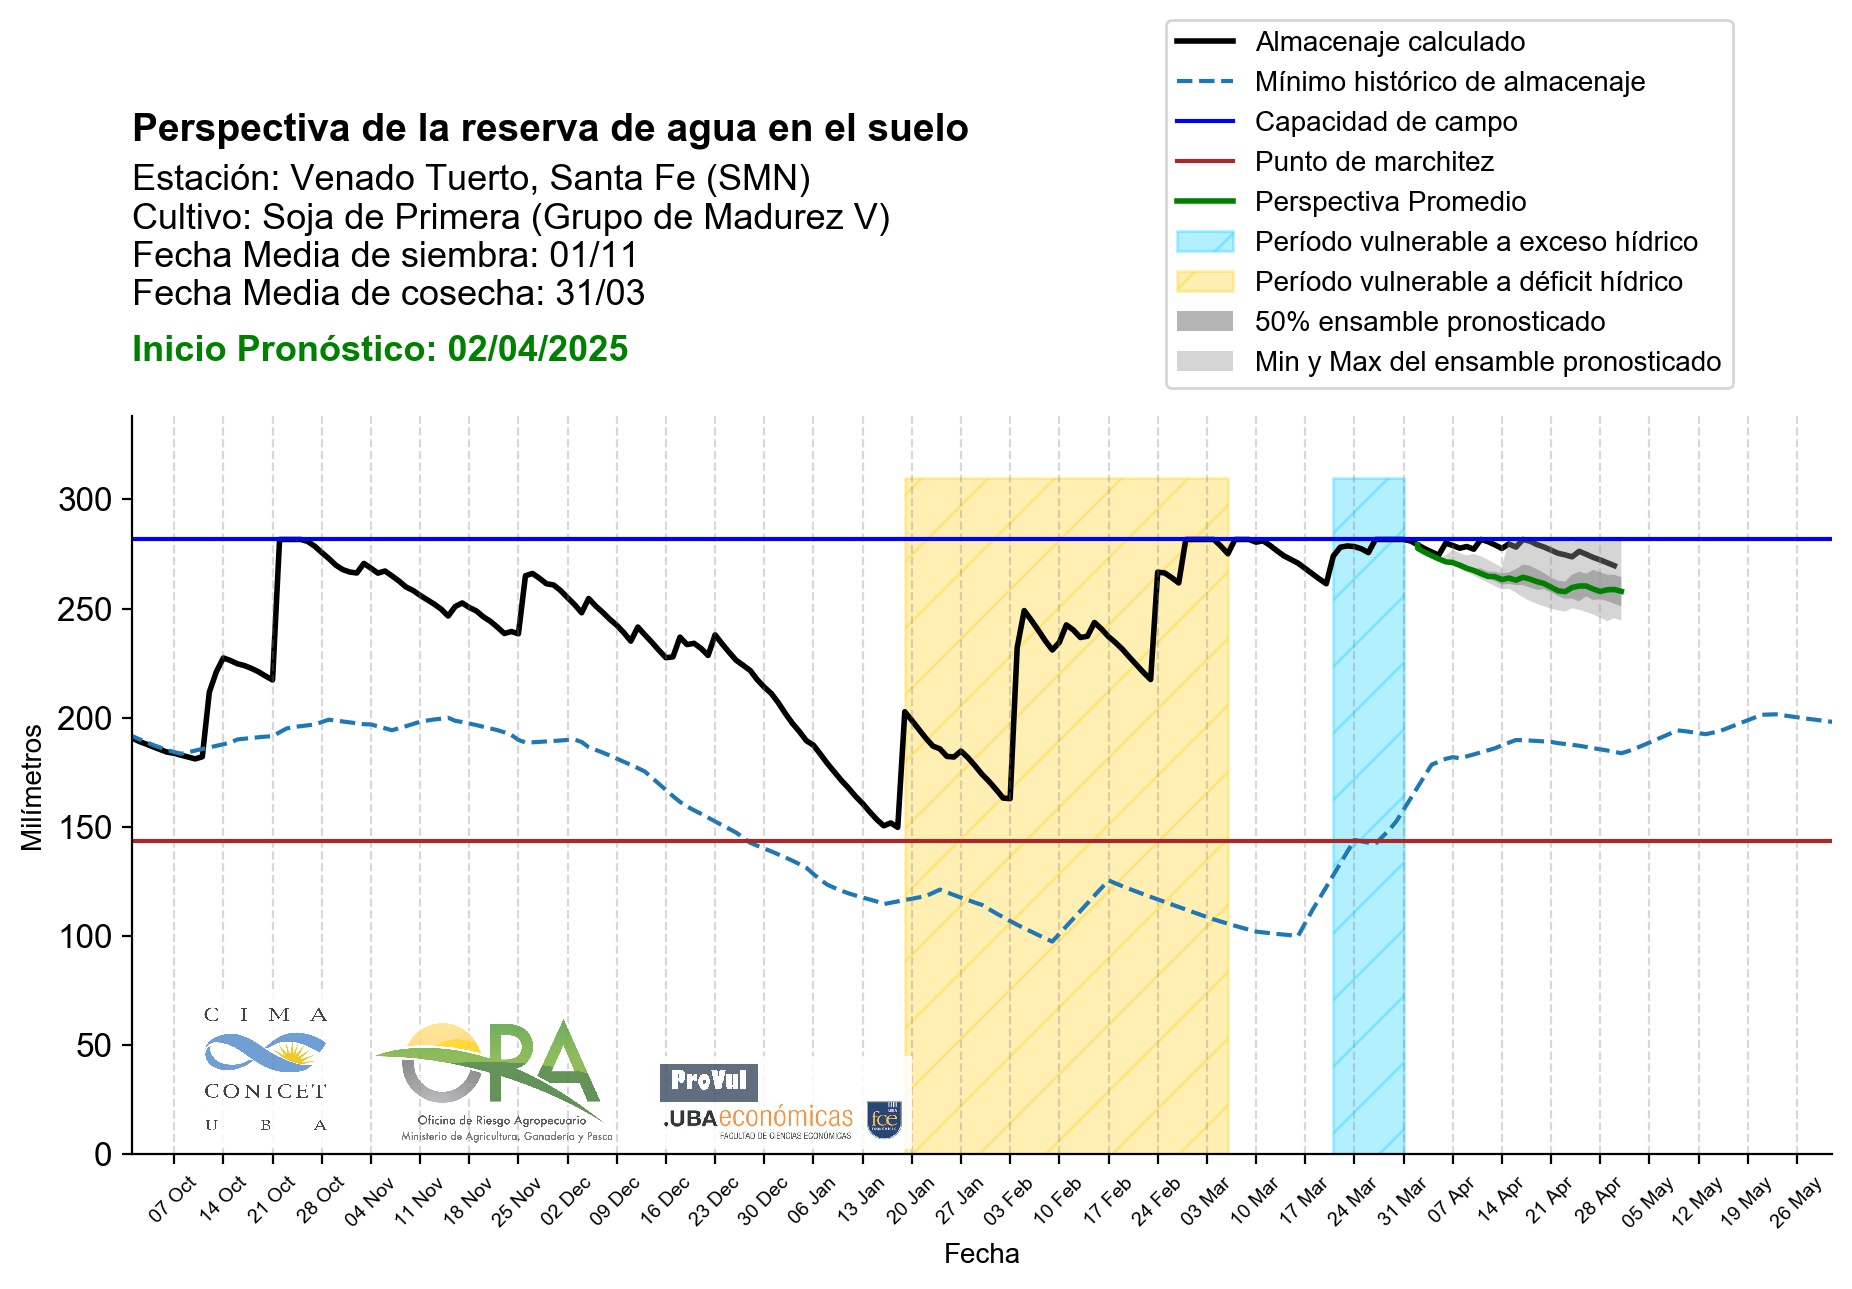 Almacenaje calculado
Mínimo histórico de almacenaje
Capacidad de campo
Punto de marchitez
Perspectiva Promedio
Período vulnerable a exceso hídrico
Período vulnerable a déficit hídrico
50% ensamble pronosticado
Min y Max del ensamble pronosticado
Perspectiva de la reserva de agua en el suelo
Estación: Venado Tuerto, Santa Fe (SMN)
Cultivo: Soja de Primera (Grupo de Madurez V)
Fecha Media de siembra: 01/11
Fecha Media de cosecha: 31/03
Inicio Pronóstico: 02/04/2025
Milímetros
300
250
200
150
100
50
0
CIMA
CONICET
UBA
ORA
Oficina de Riesgo Agropecuario
Ministerio de Agricultura, Ganadería y Pesca
ProVul
.UBAeconómicas
FACULTAD DE CIENCIAS ECONÓMICAS
fce
07 Oct
14 Oct
21 Oct
28 Oct
04 Nov
11 Nov
18 Nov
25 Nov
02 Dec
09 Dec
16 Dec
23 Dec
30 Dec
06 Jan
13 Jan
20 Jan
27 Jan
03 Feb
10 Feb
17 Feb
24 Feb
03 Mar
10 Mar
17 Mar
24 Mar
31 Mar
07 Apr
14 Apr
21 Apr
28 Apr
05 May
12 May
19 May
26 May
Fecha